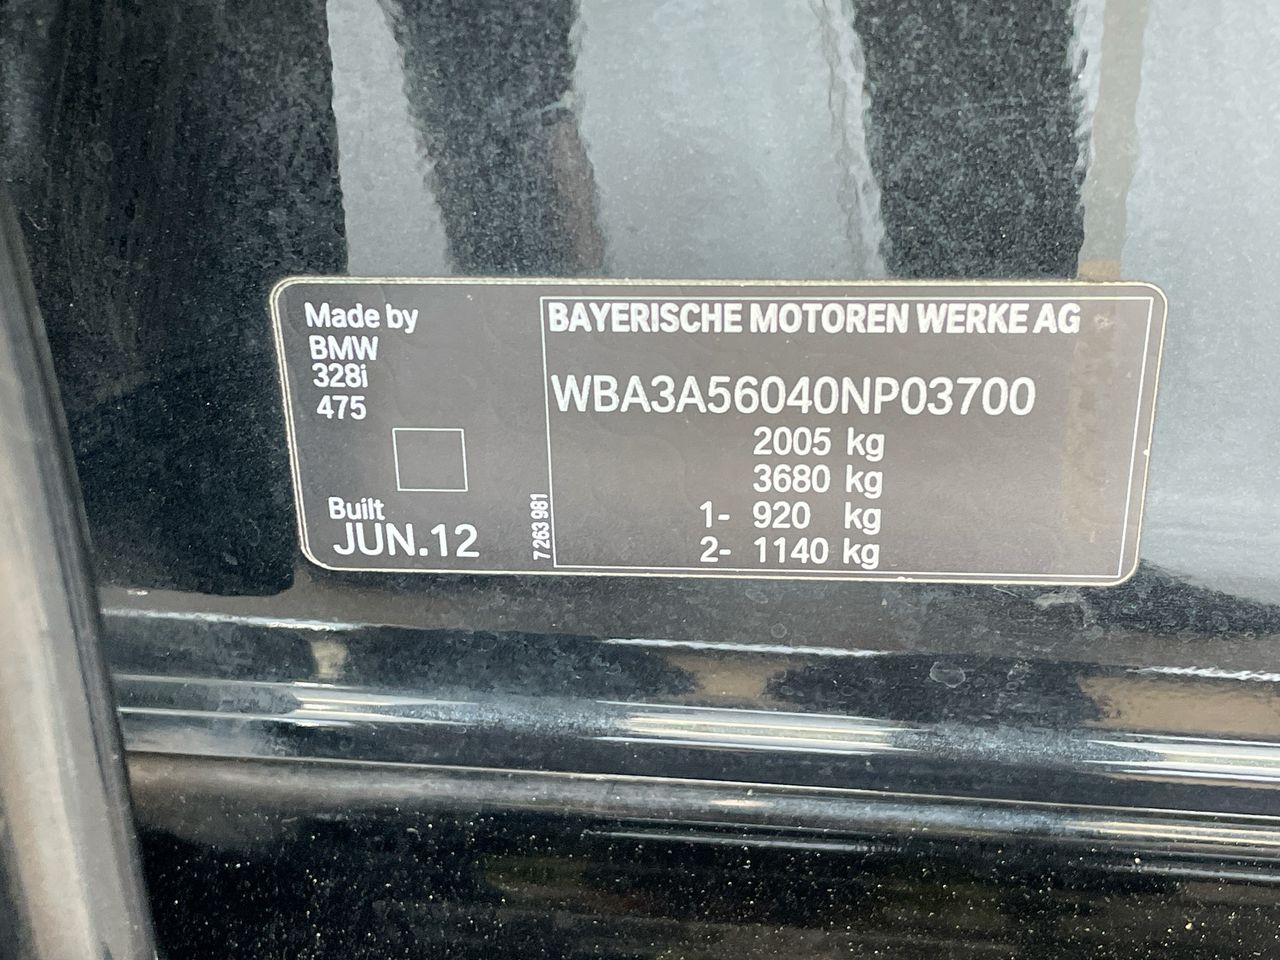 Made by
BMW
328i
475
Built
JUN.12
7 263 981
BAYERISCHE MOTOREN WERKE AG
WBA3A56040NP03700
2005 kg
3680 kg
1- 920 kg
2- 1140 kg